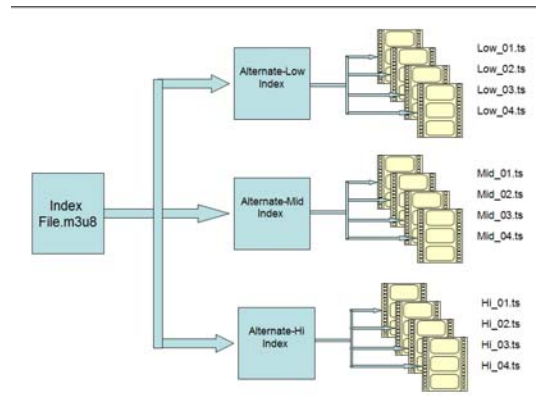 Alternate-Low
Index
Low_01.ts
Low_02.ts
Low_03.ts
Low_04.ts
Index
File.m3u8
Alternate-Mid
Index
Mid_01.ts
Mid_02.ts
Mid_03.ts
Mid_04.ts
Alternate-Hi
Index
Hi_01.ts
Hi_02.ts
Hi_03.ts
Hi_04.ts